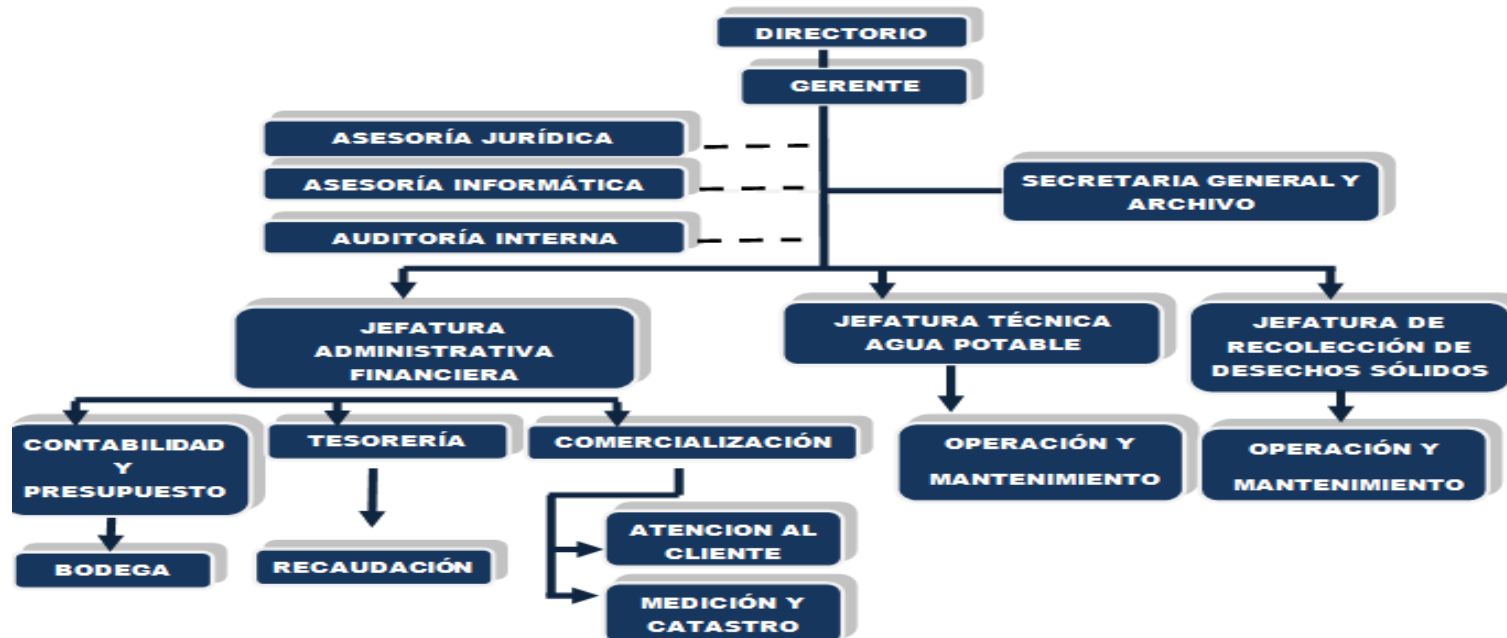 DIRECTORIO
GERENTE
ASESORÍA JURÍDICA
ASESORÍA INFORMÁTICA
AUDITORÍA INTERNA
SECRETARIA GENERAL Y
ARCHIVO
JEFATURA
ADMINISTRATIVA
FINANCIERA
JEFATURA TÉCNICA
AGUA POTABLE
JEFATURA DE
RECOLECCIÓN DE
DESECHOS SÓLIDOS
CONTABILIDAD
Y
PRESUPUESTO
TESORERÍA
COMERCIALIZACIÓN
OPERACIÓN Y
MANTENIMIENTO
OPERACIÓN Y
MANTENIMIENTO
BODEGA
RECAUDACIÓN
ATENCION AL
CLIENTE
MEDICIÓN Y
CATASTRO